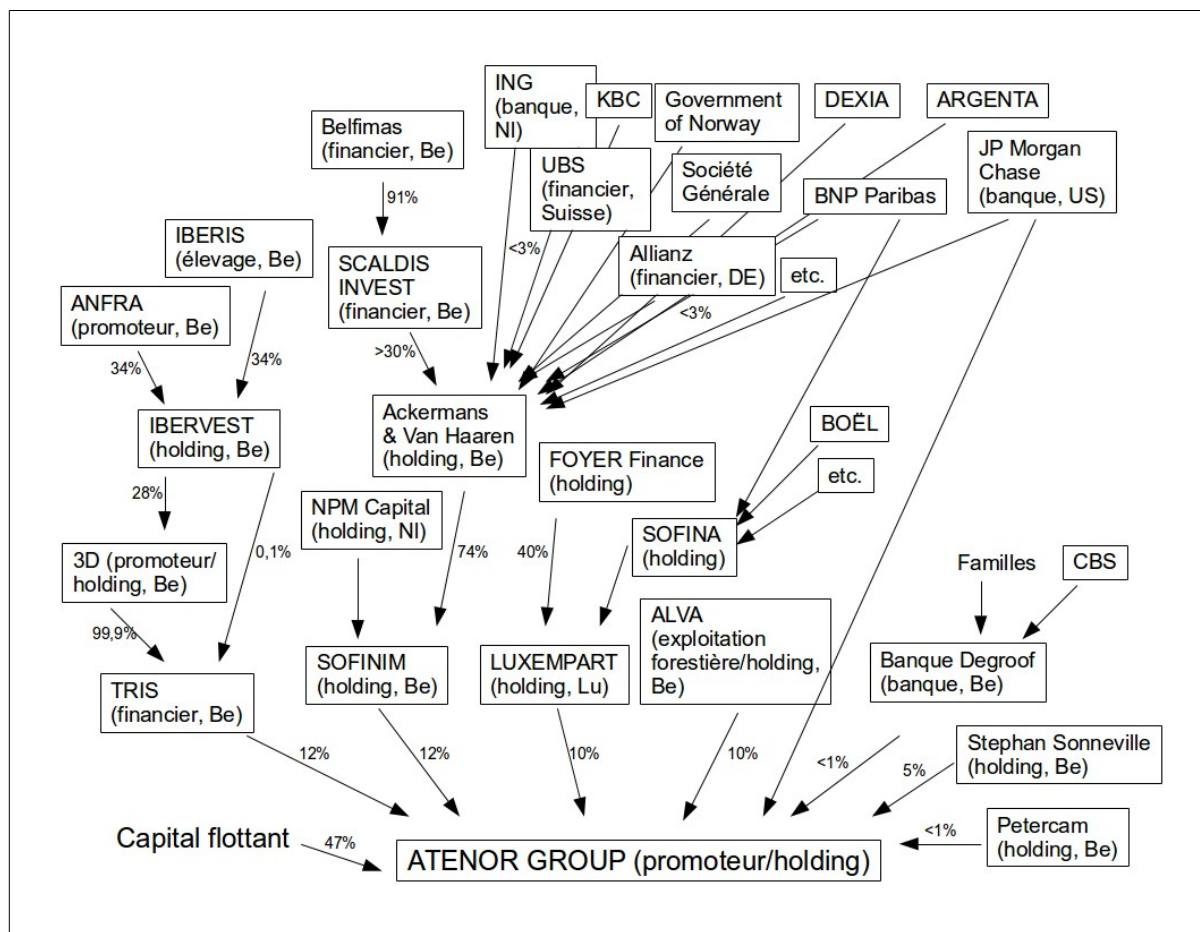 ING
(banque,
Nl)
KBC
Government
of Norway
DEXIA
ARGENTA
Belfimas
(financier, Be)
UBS
(financier,
Suisse)
Société
Générale
BNP Paribas
JP Morgan
Chase
(banque, US)
91%
IBERIS
(élevage, Be)
SCALDIS
INVEST
(financier, Be)
<3%
Allianz
(financier, DE)
etc.
<3%
ANFRA
(promoteur, Be)
34%
34%
>30%
IBERVEST
(holding, Be)
Ackermans
& Van Haaren
(holding, Be)
BOËL
FOYER Finance
(holding)
etc.
28%
NPM Capital
(holding, Nl)
0,1%
74%
40%
SOFINA
(holding)
3D (promoteur/
holding, Be)
Familles
CBS
99,9%
ALVA
(exploitation
forestière/holding,
Be)
SOFINIM
(holding, Be)
LUXEMPART
(holding, Lu)
Banque Degroof
(banque, Be)
TRIS
(financier, Be)
12%
12%
10%
10%
<1%
5%
Stephan Sonneville
(holding, Be)
Capital flottant
47%
ATENOR GROUP (promoteur/holding)
<1%
Petercam
(holding, Be)